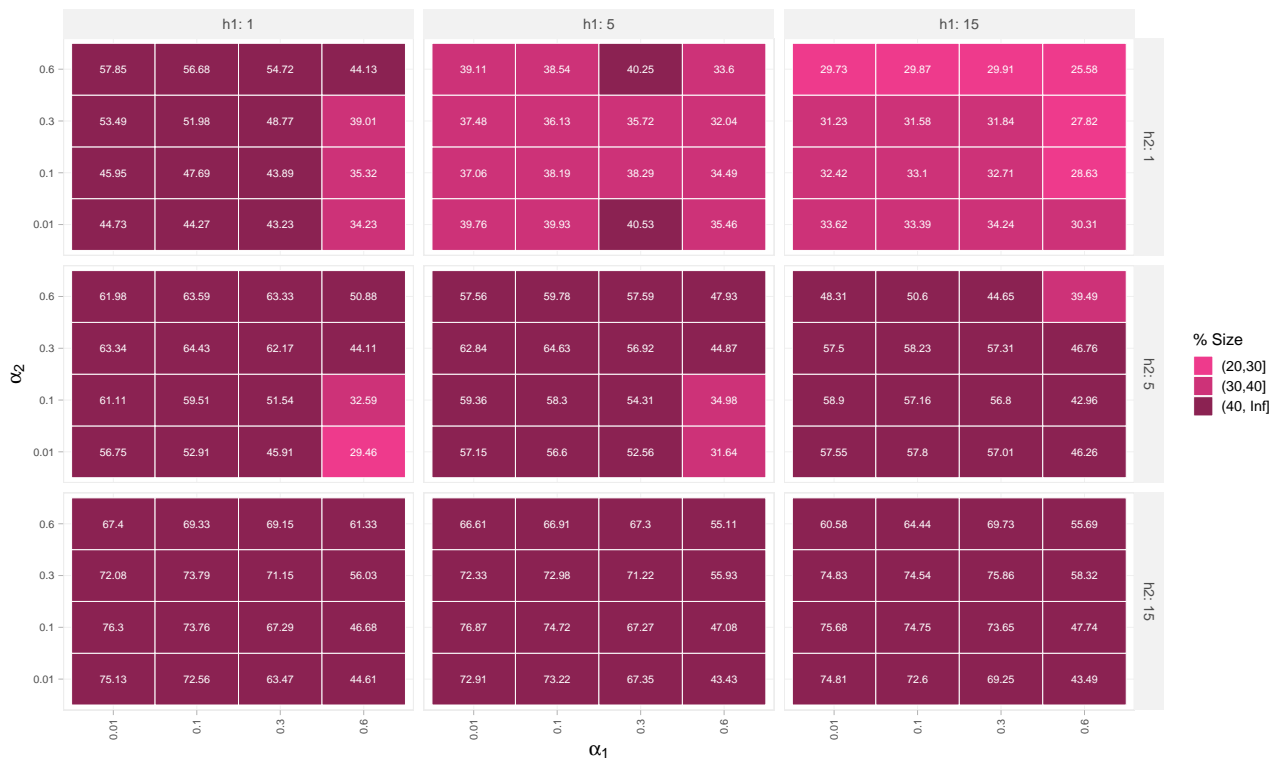 h1: 1 h1: 5 h1: 15
0.6 57.85 56.68 54.72 44.13 39.11 38.54 40.25 33.6 29.73 29.87 29.91 25.58
0.3 53.49 51.98 48.77 39.01 37.48 36.13 35.72 32.04 31.23 31.58 31.84 27.82
h2: 1
0.1 45.95 47.69 43.89 35.32 37.06 38.19 38.29 34.49 32.42 33.1 32.71 28.63
0.01 44.73 44.27 43.23 34.23 39.76 39.93 40.53 35.46 33.62 33.39 34.24 30.31
0.6 61.98 63.59 63.33 50.88 57.56 59.78 57.59 47.93 48.31 50.6 44.65 39.49
0.3 63.34 64.43 62.17 44.11 62.84 64.63 56.92 44.87 57.5 58.23 57.31 46.76
α2
h2: 5
0.1 61.11 59.51 51.54 32.59 59.36 58.3 54.31 34.98 58.9 57.16 56.8 42.96
0.01 56.75 52.91 45.91 29.46 57.15 56.6 52.56 31.64 57.55 57.8 57.01 46.26
0.6 67.4 69.33 69.15 61.33 66.61 66.91 67.3 55.11 60.58 64.44 69.73 55.69
0.3 72.08 73.79 71.15 56.03 72.33 72.98 71.22 55.93 74.83 74.54 75.86 58.32
h2: 15
0.1 76.3 73.76 67.29 46.68 76.87 74.72 67.27 47.08 75.68 74.75 73.65 47.74
0.01 75.13 72.56 63.47 44.61 72.91 73.22 67.35 43.43 74.81 72.6 69.25 43.49
0.01 0.1 0.3 0.6 0.01 0.1 0.3 0.6 0.01 0.1 0.3 0.6
α1
% Size
(20,30]
(30,40]
(40, Inf]